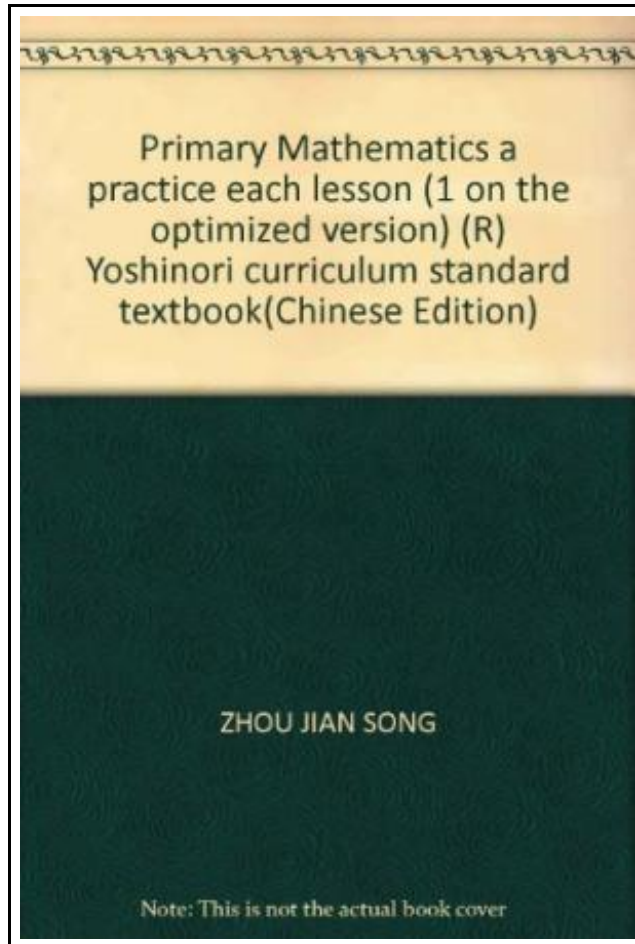 Primary Mathematics a
practice each lesson (1 on the
optimized version) (R)
Yoshinori curriculum standard
textbook(Chinese Edition)
ZHOU JIAN SONG
Note: This is not the actual book cover